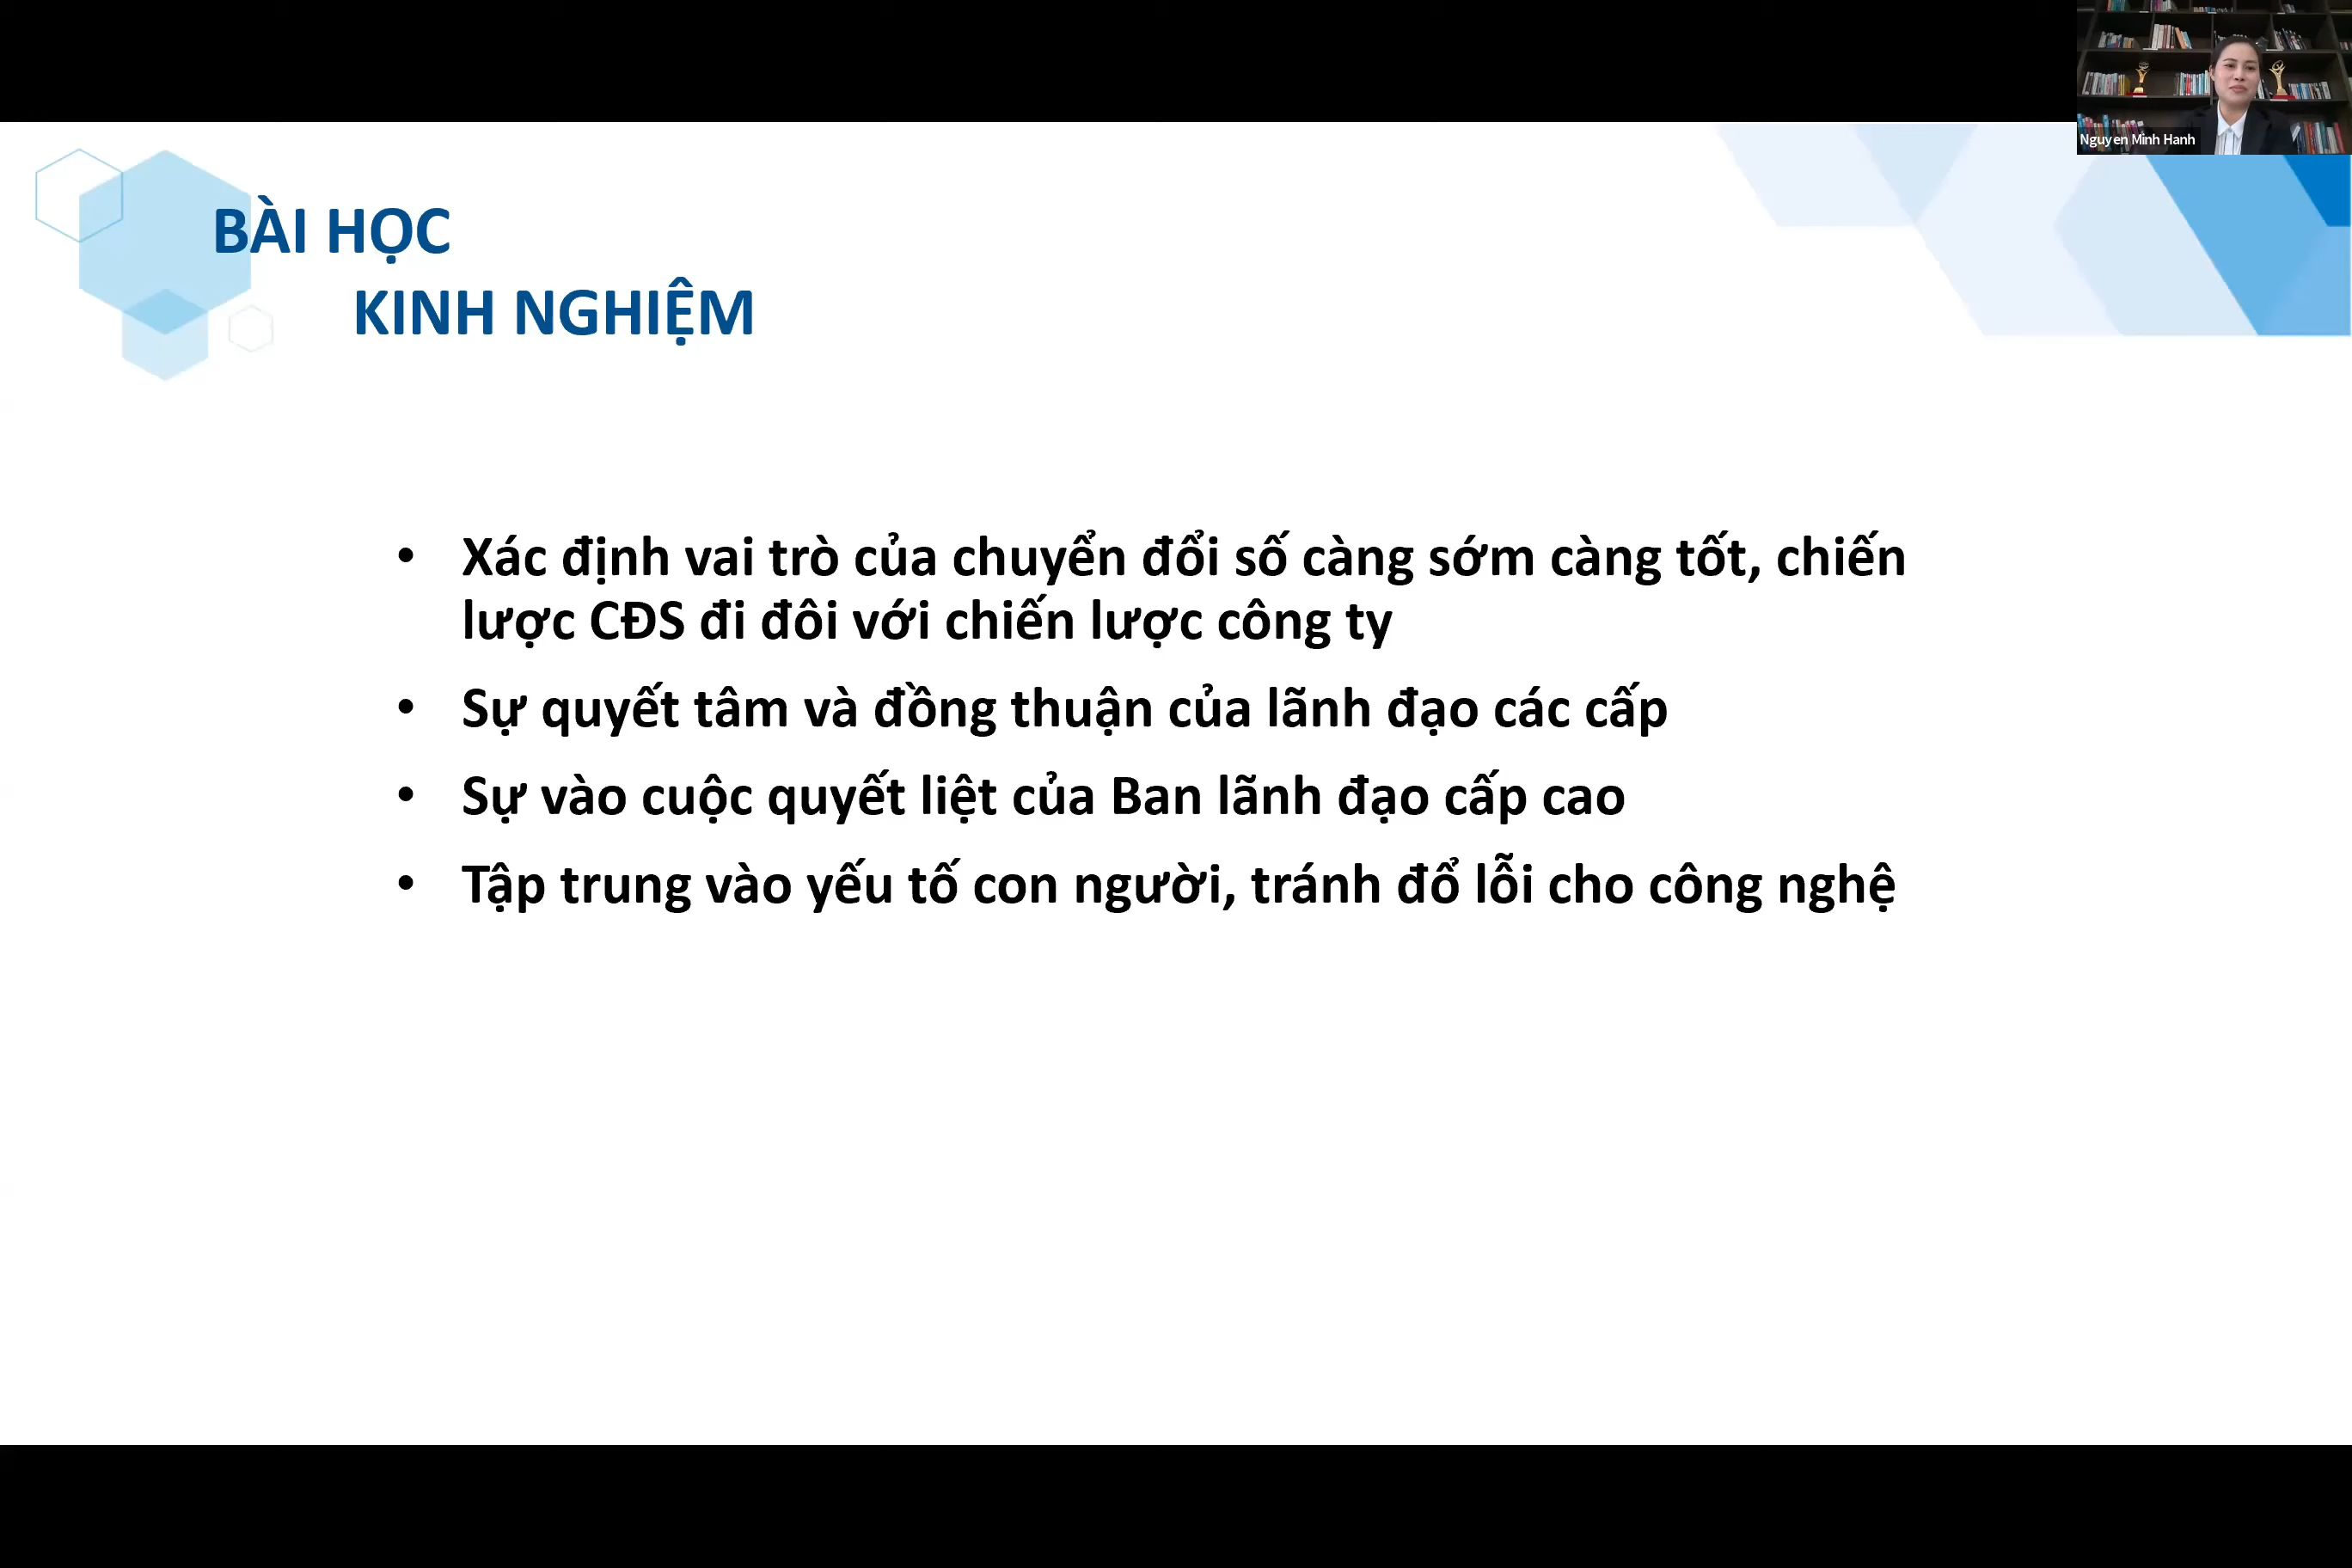 Nguyen Minh Hanh
BÀI HỌC
KINH NGHIỆM
• Xác định vai trò của chuyển đổi số càng sớm càng tốt, chiến
lược CĐS đi đôi với chiến lược công ty
• Sự quyết tâm và đồng thuận của lãnh đạo các cấp
• Sự vào cuộc quyết liệt của Ban lãnh đạo cấp cao
• Tập trung vào yếu tố con người, tránh đổ lỗi cho công nghệ